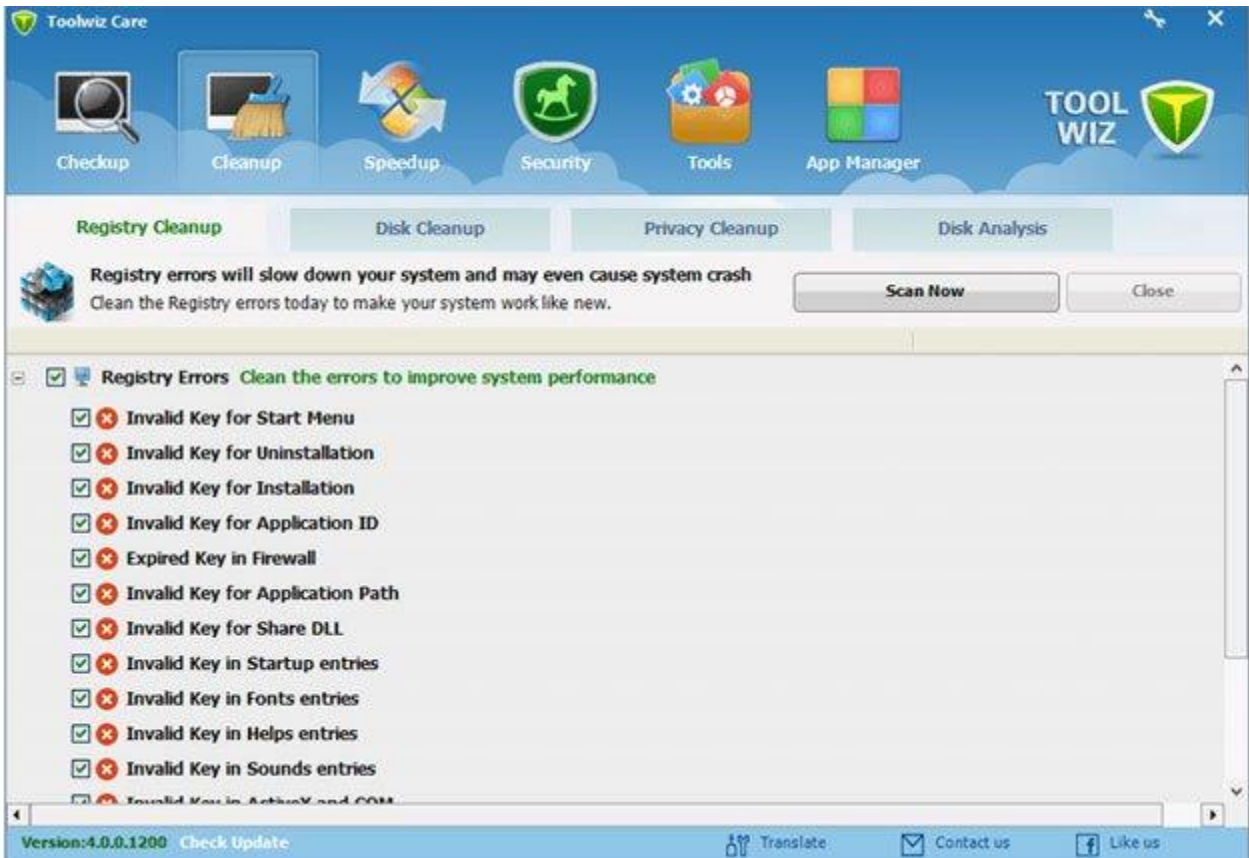 Toolwiz Care
Checkup Cleanup Speedup Security Tools App Manager
TOOL
WIZ
Registry Cleanup Disk Cleanup Privacy Cleanup Disk Analysis
Registry errors will slow down your system and may even cause system crash
Clean the Registry errors today to make your system work like new.
Scan Now Close
Registry Errors Clean the errors to improve system performance
Invalid Key for Start Menu
Invalid Key for Uninstallation
Invalid Key for Installation
Invalid Key for Application ID
Expired Key in Firewall
Invalid Key for Application Path
Invalid Key for Share DLL
Invalid Key in Startup entries
Invalid Key in Fonts entries
Invalid Key in Helps entries
Invalid Key in Sounds entries
Invalid Key in ActiveX and COM
Version:4.0.0.1200 Check Update Translate Contact us Like us